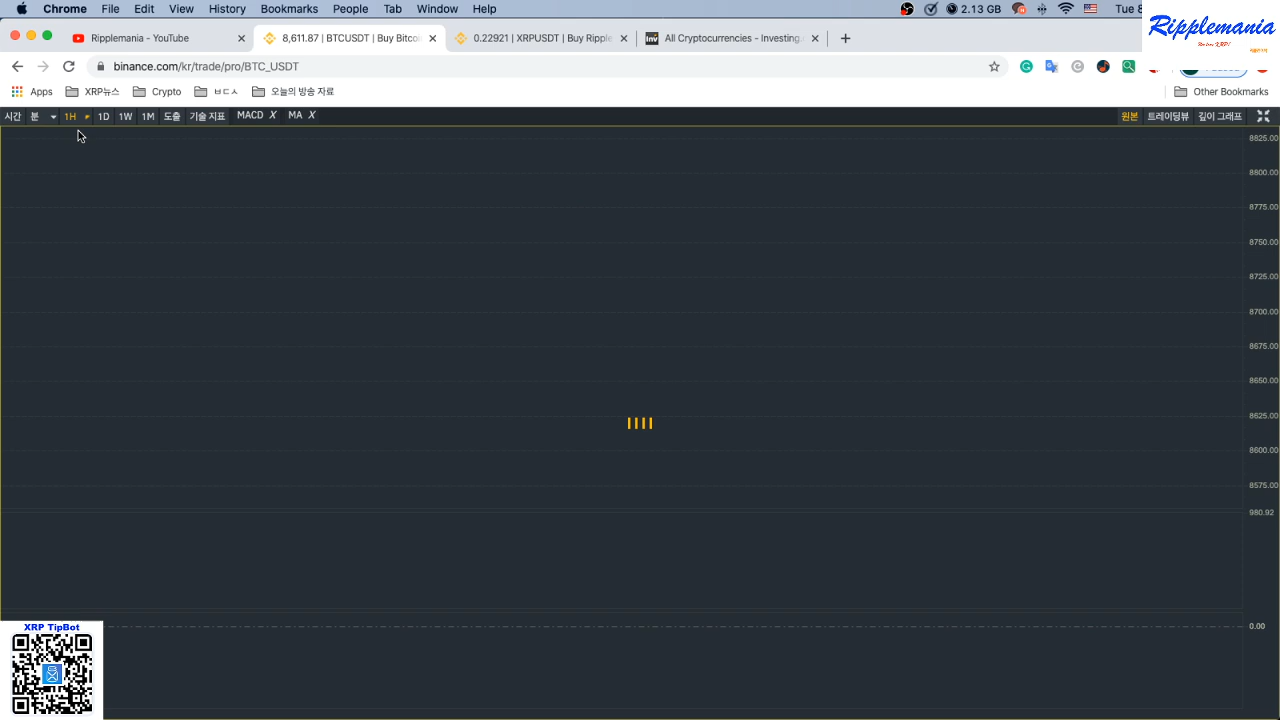 Chrome File Edit View History Bookmarks People Tab Window Help 2.13 GB Tue 8
Ripplemania
Ripplemania - YouTube 8,611.87 | BTCUSDT | Buy Bitco 0.22921 | XRPUSDT | Buy Ripple All Cryptocurrencies - Investing.
binance.com/kr/trade/pro/BTC_USDT
Apps XRP뉴스 Crypto ㅂㄷㅅ 오늘의 방송 자료 Other Bookmarks
시간 분 1H 1D 1W 1M 도출 기술 지표 MACD X MA X 원본 트레이딩뷰 깊이 그래프
8825.00
8800.00
8775.00
8750.00
8725.00
8700.00
8675.00
8650.00
8625.00
8600.00
8575.00
980.92
0.00
XRP TipBot